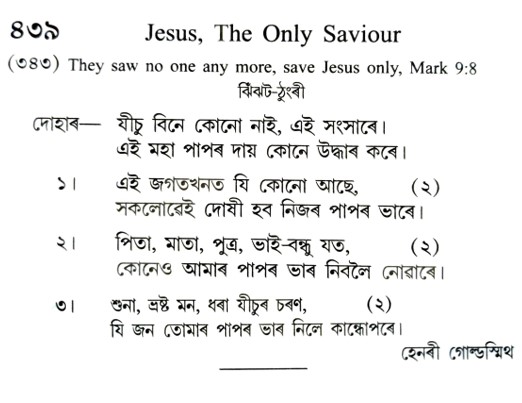 ৪৩৯ Jesus, The Only Saviour
(৩৪৩) They saw no one any more, save Jesus only, Mark 9:8
ঝিঁঝট-ঠুংৰী
দোহাৰ— যীচু বিনে কোনো নাই, এই সংসাৰে।
এই মহা পাপৰ দায় কোনে উদ্ধাৰ কৰে।
১। এই জগতখনত যি কোনো আছে, (২)
সকলোৱেই দোষী হব নিজৰ পাপৰ ভাৰে।
২। পিতা, মাতা, পুত্ৰ, ভাই-বন্ধু যত, (২)
কোনেও আমাৰ পাপৰ ভাৰ নিবলৈ নোৱাৰে।
৩। শুনা, ভ্ৰষ্ট মন, ধৰা যীচুৰ চৰণ, (২)
যি জন তোমাৰ পাপৰ ভাৰ নিলে কান্ধোপৰে।
হেনৰী গোল্ডস্মিথ